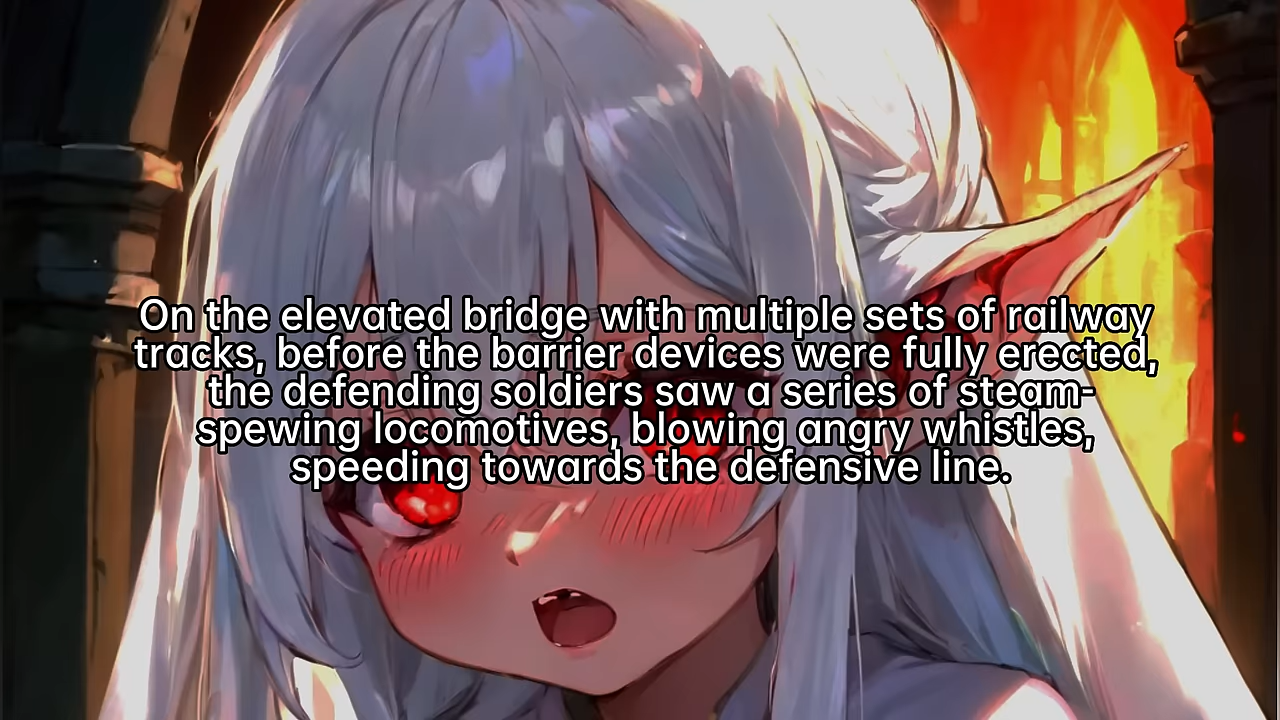 On the elevated bridge with multiple sets of railway
tracks, before the barrier devices were fully erected,
the defending soldiers saw a series of steam-
spewing locomotives, blowing angry whistles,
speeding towards the defensive line.